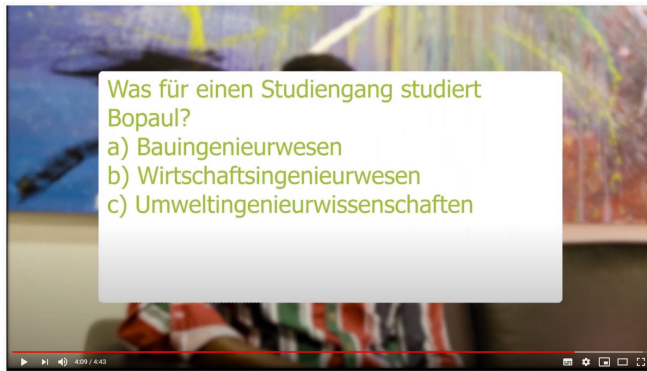 Was für einen Studiengang studiert
Bopaul?
a) Bauingenieurwesen
b) Wirtschaftsingenieurwesen
c) Umweltingenieurwissenschaften
4:09 / 4:43